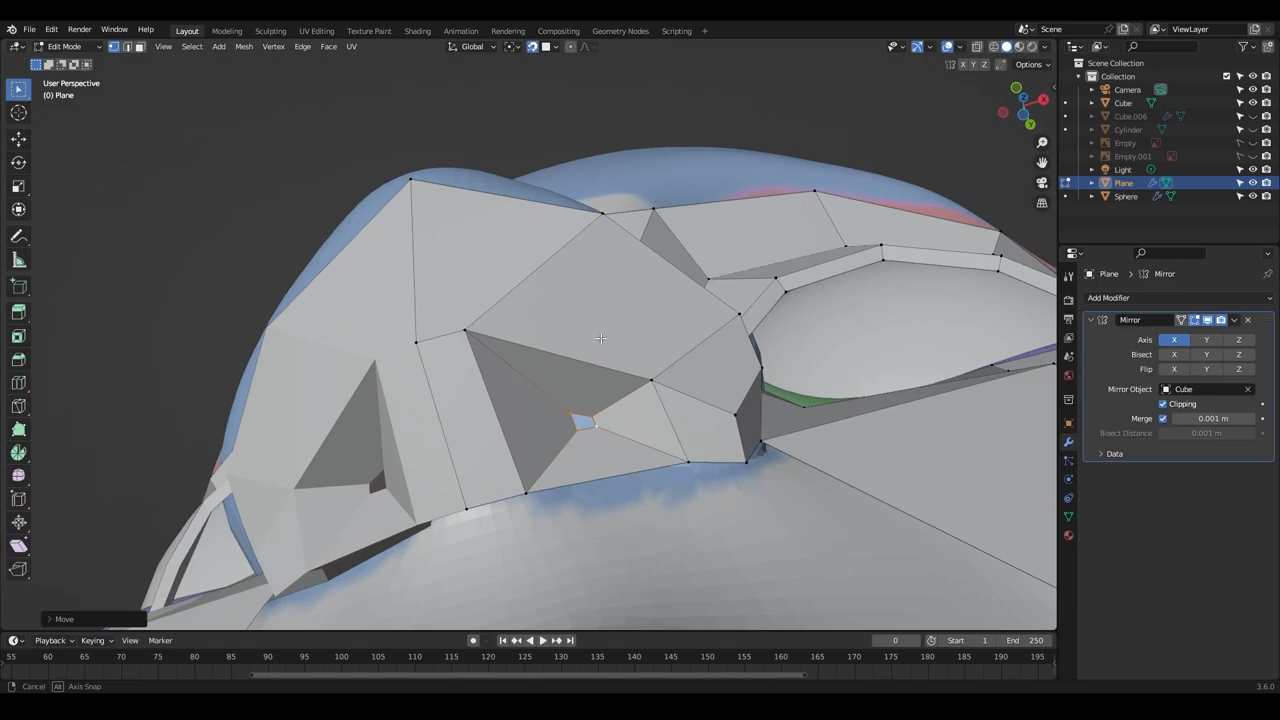 File Edit Render Window Help Layout Modeling Sculpting UV Editing Texture Paint Shading Animation Rendering Compositing Geometry Nodes Scripting Scene ViewLayer
Edit Mode View Select Add Mesh Vertex Edge Face UV Global
X Y Z Options
User Perspective
(0) Plane
Scene Collection
Collection
Camera
Cube
Cube.006
Cylinder
Empty
Empty.001
Light
Plane
Sphere
Plane Mirror
Add Modifier
Mirror
Axis X Y Z
Bisect X Y Z
Flip X Y Z
Mirror Object Cube
Clipping
Merge 0.001 m
Bisect Distance 0.001 m
Data
X
Y
Z
Move
Playback Keying View Marker 0 Start 1 End 250
55 60 65 70 75 80 85 90 95 100 105 110 115 120 125 130 135 140 145 150 155 160 165 170 175 180 185 190 195
Cancel Alt Axis Snap 3.6.0